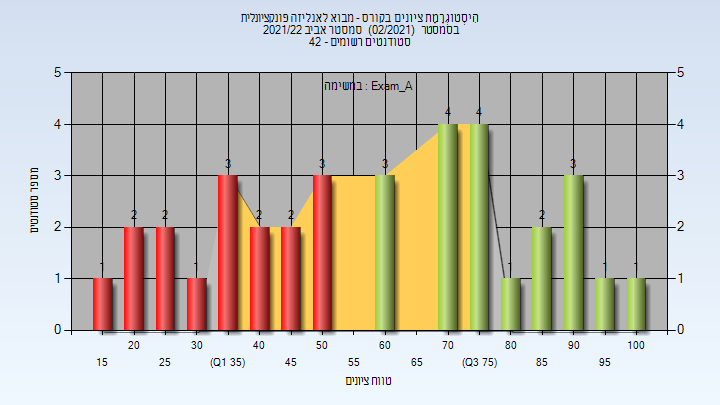 הִיסְטוֹגְרָמַת ציונים בקורס - מבוא לאנליזה פונקציונלית
בסמסטר (02/2021) סמסטר אביב 2021/22
סטודנטים רשומים - 42
במשימה : Exam_A
מספר סטודנטים
5 5
4 4
3 3
2 2
1 1
0 0
1 2 2 1 3 2 2 3 3 4 4 1 2 3 1 1
20 30 40 50 60 70 80 90 100
15 25 (Q1 35) 45 55 65 (Q3 75) 85 95
טווח ציונים